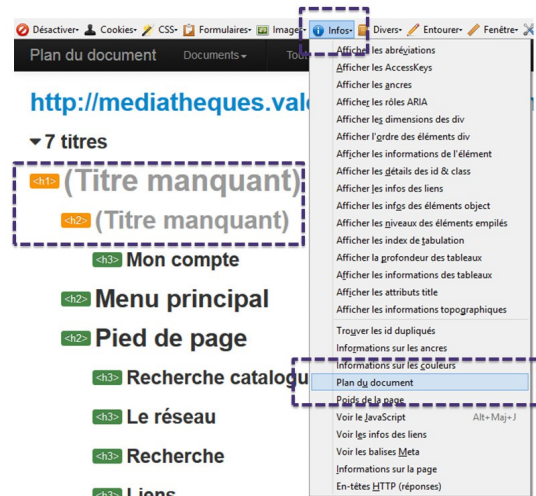 Désactiver Cookies CSS Formulaires Images Infos Divers Entourer Fenêtre
Plan du document Documents Tout
http://mediatheques.val
7 titres
<h1> (Titre manquant)
<h2> (Titre manquant)
<h3> Mon compte
<h2> Menu principal
<h2> Pied de page
<h3> Recherche catalogu
<h3> Le réseau
<h3> Recherche
<h3> Liens
Afficher les abréviations
Afficher les AccessKeys
Afficher les ancres
Afficher les rôles ARIA
Afficher les dimensions des div
Afficher l'ordre des éléments div
Afficher les informations de l'élément
Afficher les détails des id & class
Afficher les infos des liens
Afficher les infos des éléments object
Afficher les niveaux des éléments empilés
Afficher les index de tabulation
Afficher la profondeur des tableaux
Afficher les informations des tableaux
Afficher les attributs title
Afficher les informations topographiques
Trouver les id dupliqués
Informations sur les ancres
Informations sur les couleurs
Plan du document
Poids de la page
Voir le JavaScript Alt+Maj+J
Voir les infos des liens
Voir les balises Meta
Informations sur la page
En-têtes HTTP (réponses)